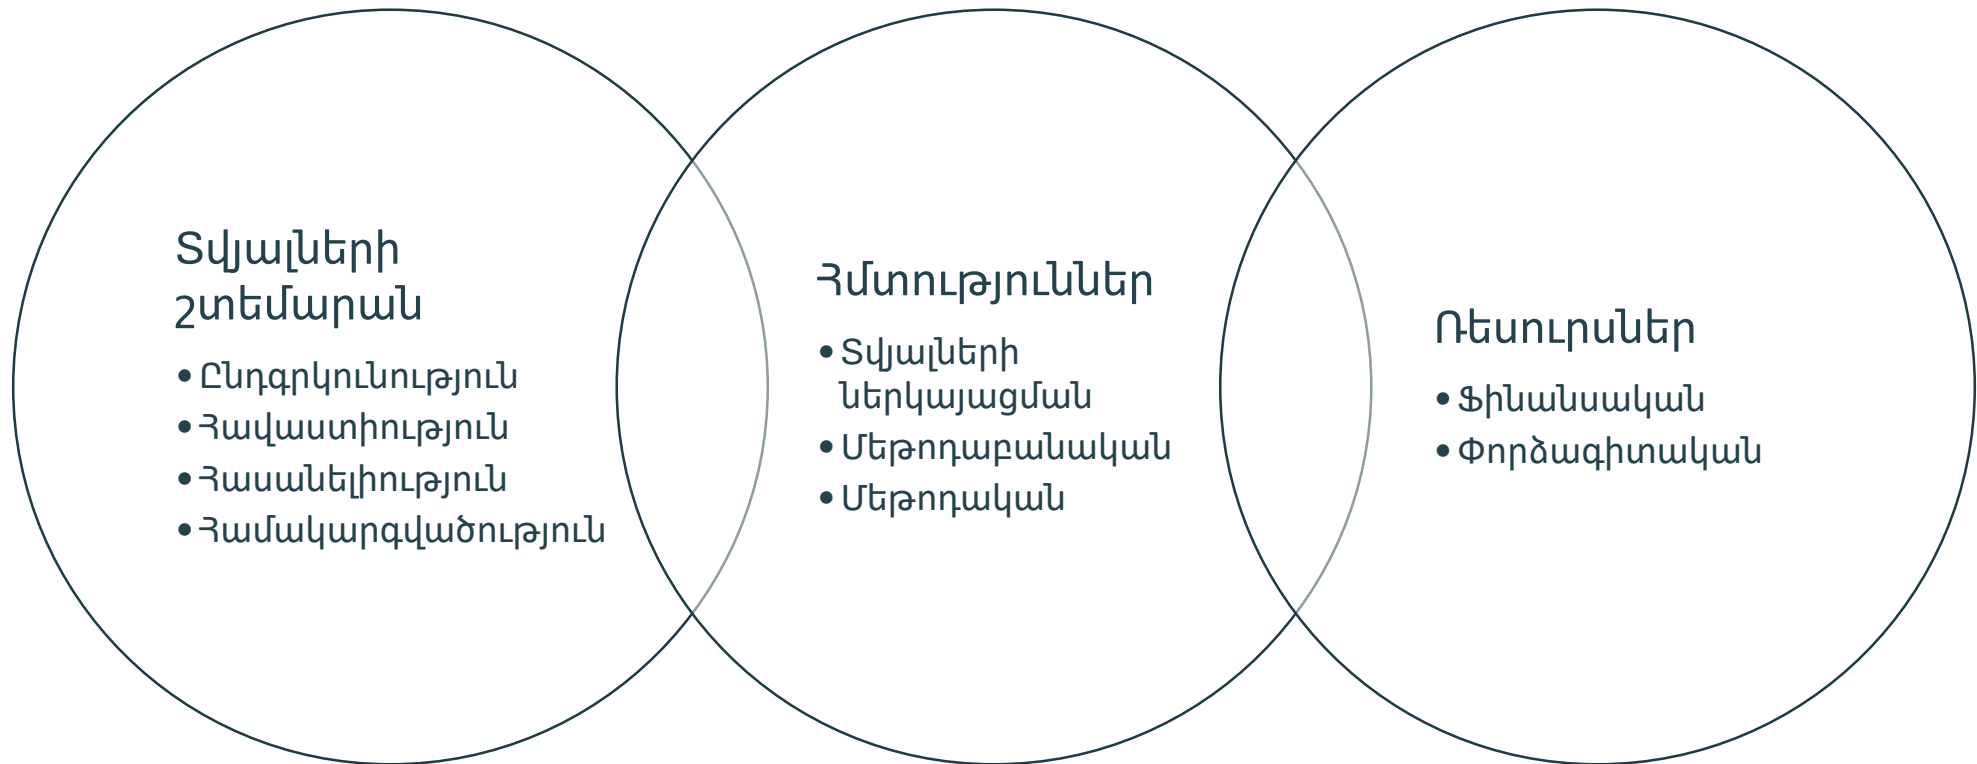 Տվյալների
շտեմարան
• Ընդգրկունություն
• Հավաստիություն
• Հասանելիություն
• Համակարգվածություն
Հմտություններ
• Տվյալների
ներկայացման
• Մեթոդաբանական
• Մեթոդական
Ռեսուրսներ
• Ֆինանսական
• Փորձագիտական